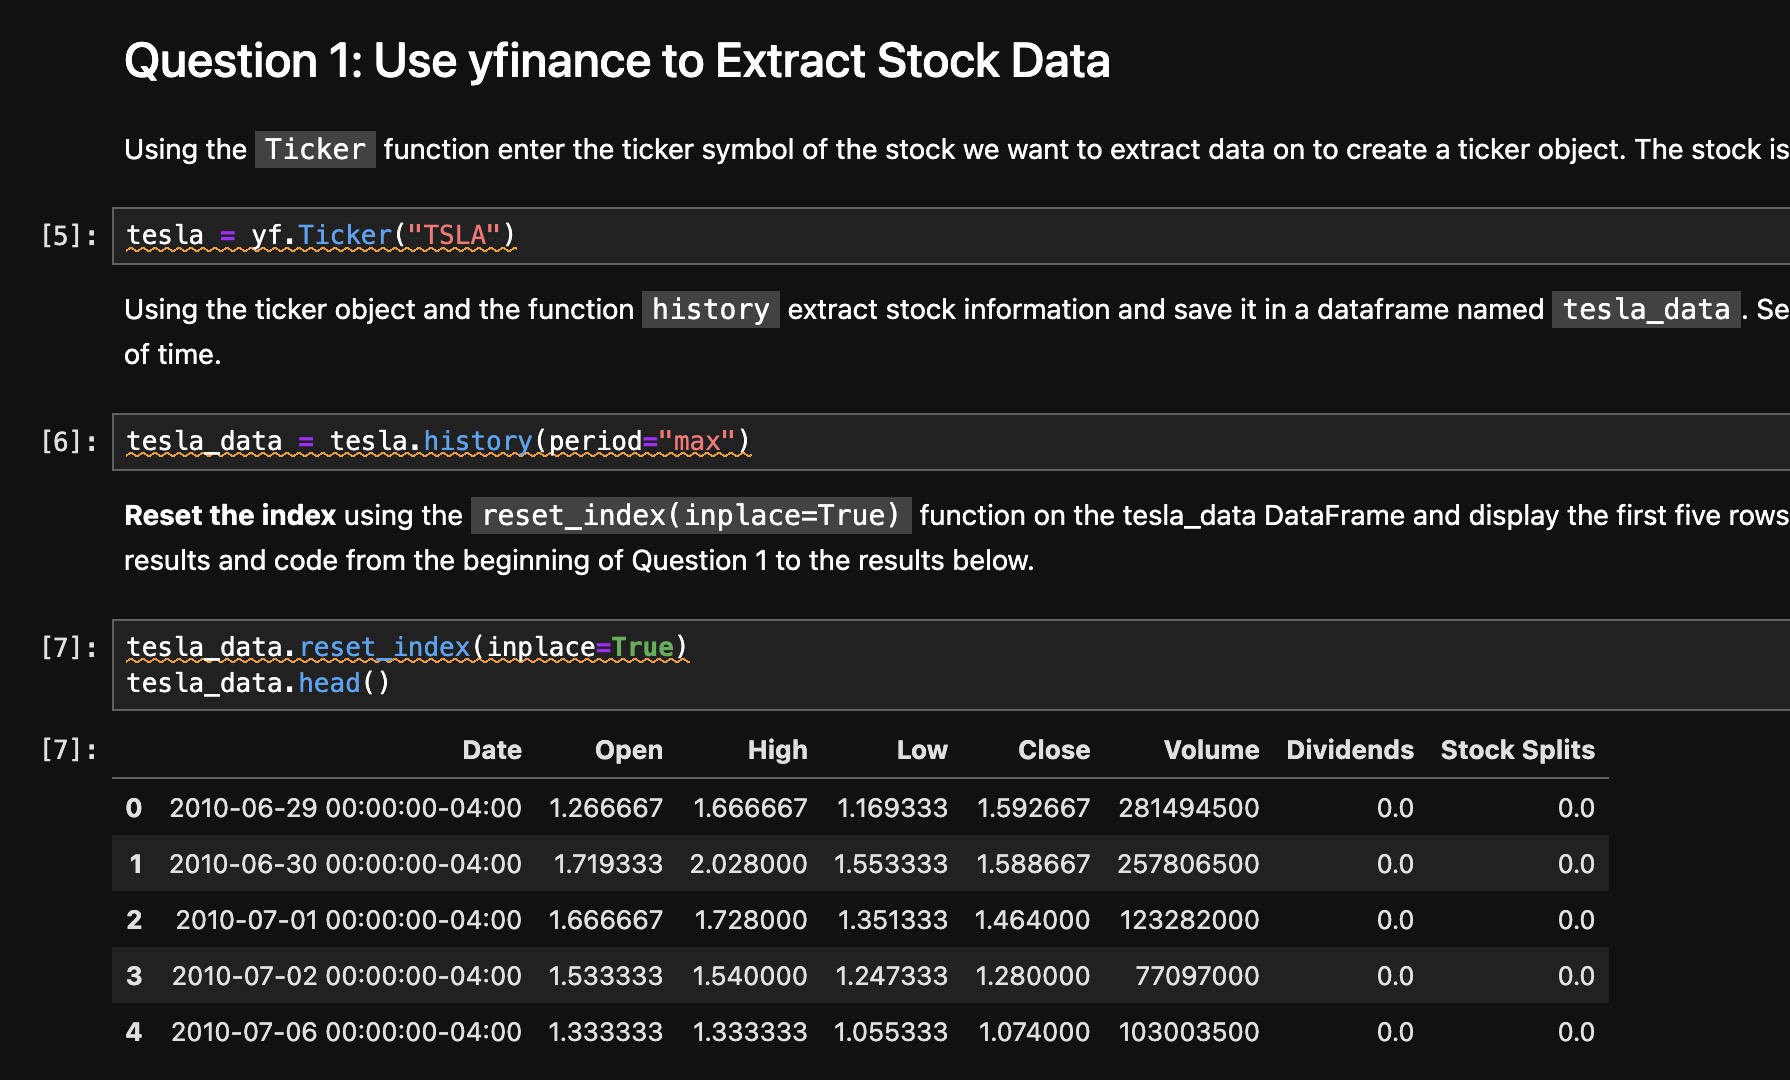 Question 1: Use yfinance to Extract Stock Data
Using the Ticker function enter the ticker symbol of the stock we want to extract data on to create a ticker object. The stock is
[5]: tesla = yf.Ticker("TSLA")
Using the ticker object and the function history extract stock information and save it in a dataframe named tesla_data . Se
of time.
[6]: tesla_data = tesla.history(period="max")
Reset the index using the reset_index(inplace=True) function on the tesla_data DataFrame and display the first five rows
results and code from the beginning of Question 1 to the results below.
[7]: tesla_data.reset_index(inplace=True)
tesla_data.head()
[7]: Date Open High Low Close Volume Dividends Stock Splits
0 2010-06-29 00:00:00-04:00 1.266667 1.666667 1.169333 1.592667 281494500 0.0 0.0
1 2010-06-30 00:00:00-04:00 1.719333 2.028000 1.553333 1.588667 257806500 0.0 0.0
2 2010-07-01 00:00:00-04:00 1.666667 1.728000 1.351333 1.464000 123282000 0.0 0.0
3 2010-07-02 00:00:00-04:00 1.533333 1.540000 1.247333 1.280000 77097000 0.0 0.0
4 2010-07-06 00:00:00-04:00 1.333333 1.333333 1.055333 1.074000 103003500 0.0 0.0